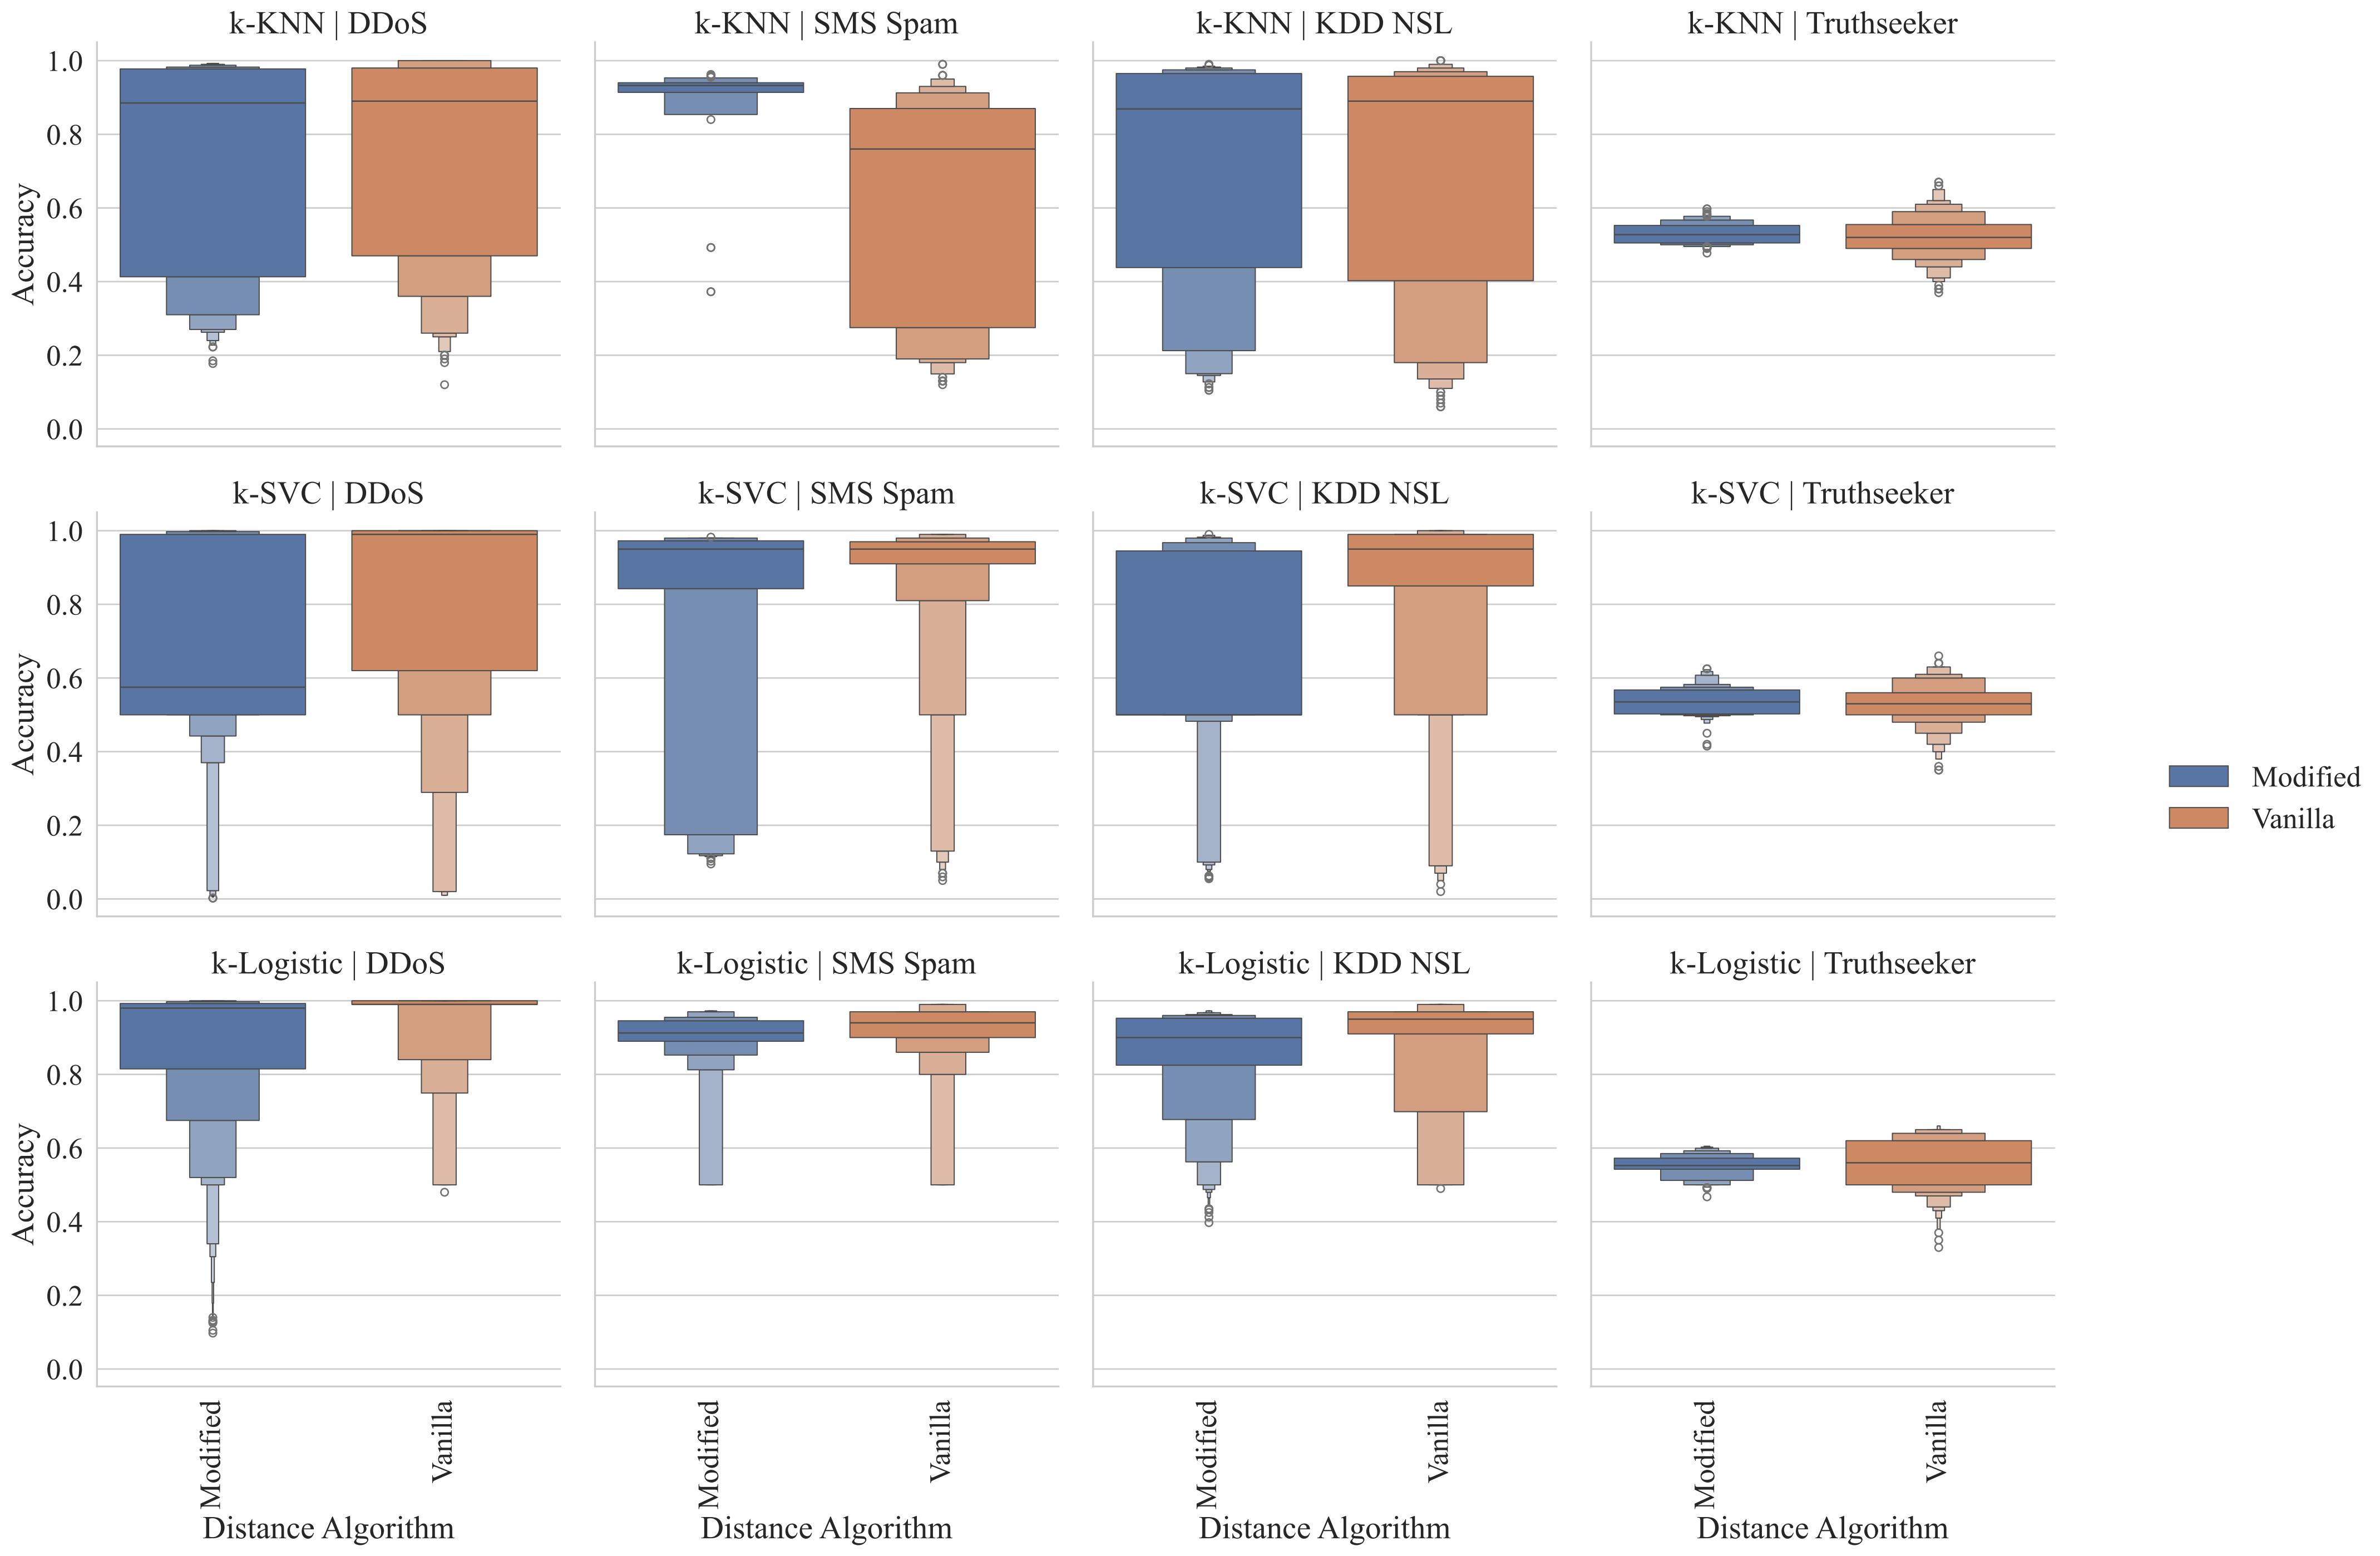 k-KNN | DDoS
k-KNN | SMS Spam
k-KNN | KDD NSL
k-KNN | Truthseeker
1.0
0.8
0.6
0.4
0.2
0.0
Accuracy
k-SVC | DDoS
k-SVC | SMS Spam
k-SVC | KDD NSL
k-SVC | Truthseeker
1.0
0.8
0.6
0.4
0.2
0.0
Accuracy
Modified
Vanilla
k-Logistic | DDoS
k-Logistic | SMS Spam
k-Logistic | KDD NSL
k-Logistic | Truthseeker
1.0
0.8
0.6
0.4
0.2
0.0
Accuracy
Modified
Vanilla
Modified
Vanilla
Modified
Vanilla
Modified
Vanilla
Distance Algorithm
Distance Algorithm
Distance Algorithm
Distance Algorithm